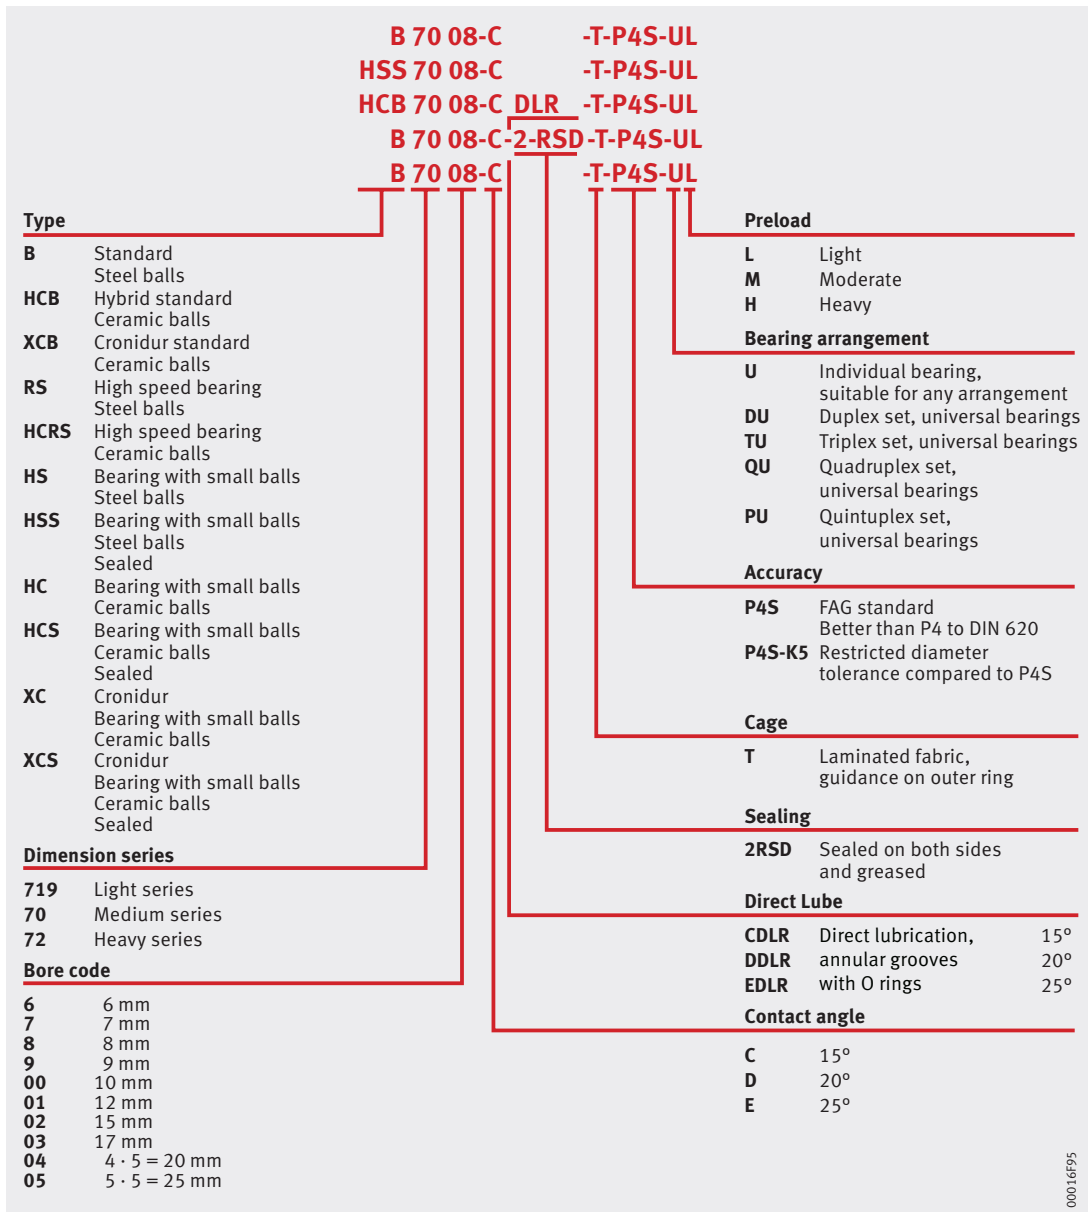 B 70 08-C -T-P4S-UL
HSS 70 08-C -T-P4S-UL
HCB 70 08-C DLR -T-P4S-UL
B 70 08-C-2-RSD-T-P4S-UL
B 70 08-C -T-P4S-UL
Type
B Standard
Steel balls
HCB Hybrid standard
Ceramic balls
XCB Cronidur standard
Ceramic balls
RS High speed bearing
Steel balls
HCRS High speed bearing
Ceramic balls
HS Bearing with small balls
Steel balls
HSS Bearing with small balls
Steel balls
Sealed
HC Bearing with small balls
Ceramic balls
HCS Bearing with small balls
Ceramic balls
Sealed
XC Cronidur
Bearing with small balls
Ceramic balls
XCS Cronidur
Bearing with small balls
Ceramic balls
Sealed
Dimension series
719 Light series
70 Medium series
72 Heavy series
Bore code
6 6 mm
7 7 mm
8 8 mm
9 9 mm
00 10 mm
01 12 mm
02 15 mm
03 17 mm
04 4 · 5 = 20 mm
05 5 · 5 = 25 mm
Preload
L Light
M Moderate
H Heavy
Bearing arrangement
U Individual bearing,
suitable for any arrangement
DU Duplex set, universal bearings
TU Triplex set, universal bearings
QU Quadruplex set,
universal bearings
PU Quintuplex set,
universal bearings
Accuracy
P4S FAG standard
Better than P4 to DIN 620
P4S-K5 Restricted diameter
tolerance compared to P4S
Cage
T Laminated fabric,
guidance on outer ring
Sealing
2RSD Sealed on both sides
and greased
Direct Lube
CDLR Direct lubrication, 15°
DDLR annular grooves 20°
EDLR with O rings 25°
Contact angle
C 15°
D 20°
E 25°
00016F95